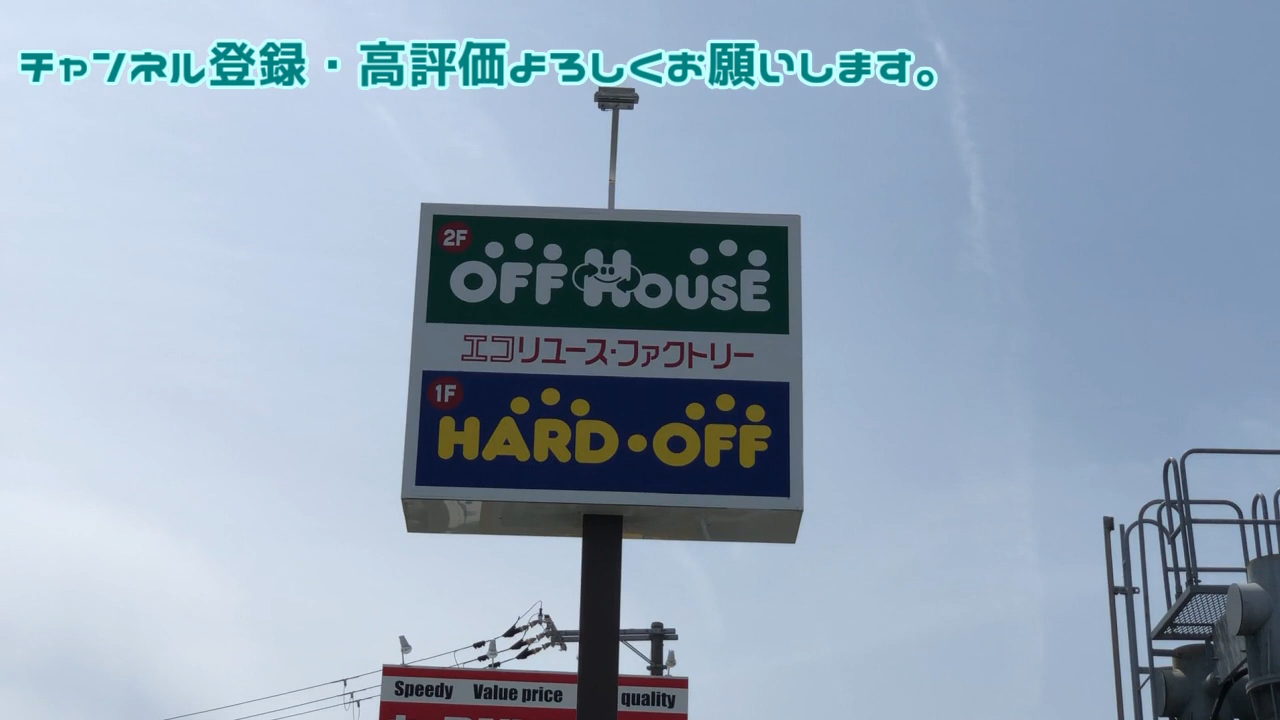 チャンネル登録・高評価よろしくお願いします。
2F
OFF HOUSE
エコリユース・ファクトリー
1F
HARD・OFF
Speedy Value price quality